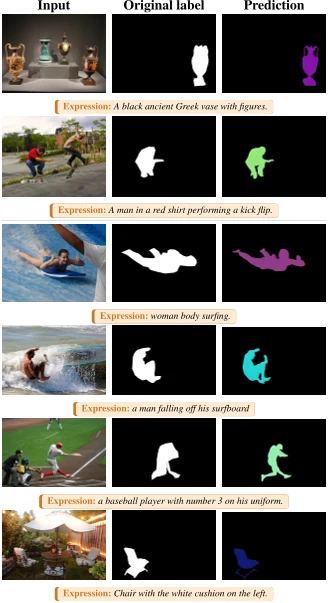 Input Original label Prediction
Expression: A black ancient Greek vase with figures.
Expression: A man in a red shirt performing a kick flip.
Expression: woman body surfing.
Expression: a man falling off his surfboard
Expression: a baseball player with number 3 on his uniform.
Expression: Chair with the white cushion on the left.